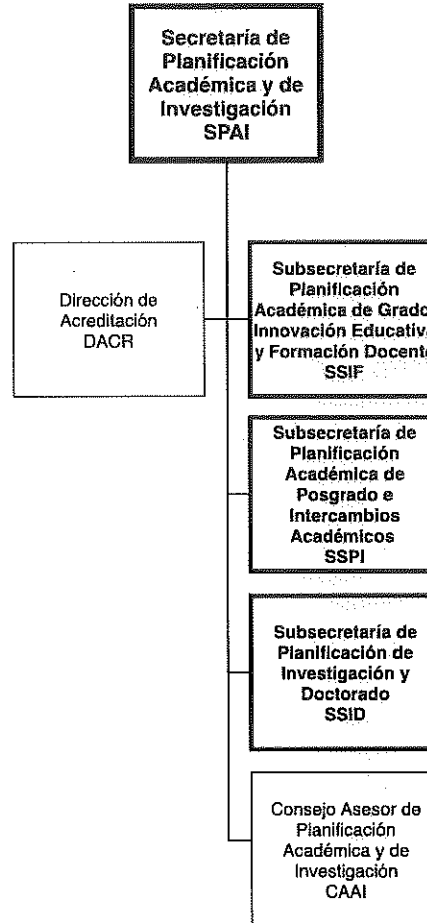 Secretaría de
Planificación
Académica y de
Investigación
SPAI
Dirección de
Acreditación
DACR
Subsecretaría de
Planificación
Académica de Grado
Innovación Educativa
y Formación Docente
SSIF
Subsecretaría de
Planificación
Académica de
Posgrado e
Intercambios
Académicos
SSPI
Subsecretaría de
Planificación de
Investigación y
Doctorado
SSID
Consejo Asesor de
Planificación
Académica y de
Investigación
CAAI